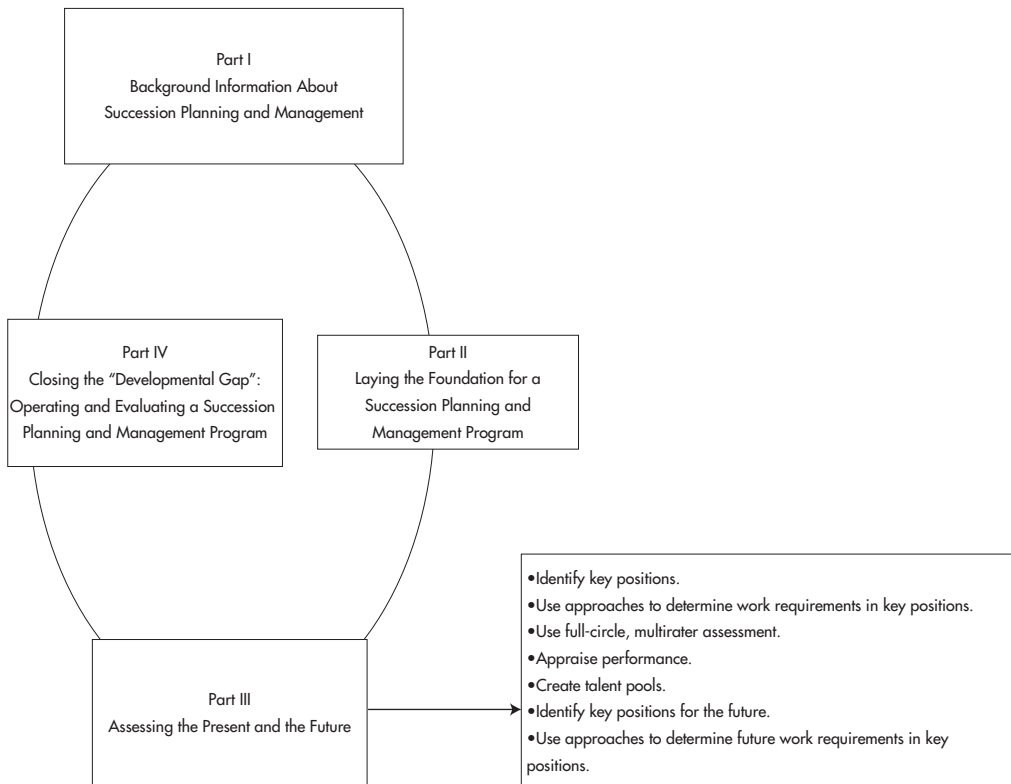 Part I
Background Information About
Succession Planning and Management
Part IV
Closing the “Developmental Gap”:
Operating and Evaluating a Succession
Planning and Management Program
Part II
Laying the Foundation for a
Succession Planning and
Management Program
Part III
Assessing the Present and the Future
•Identify key positions.
•Use approaches to determine work requirements in key positions.
•Use full-circle, multirater assessment.
•Appraise performance.
•Create talent pools.
•Identify key positions for the future.
•Use approaches to determine future work requirements in key
positions.